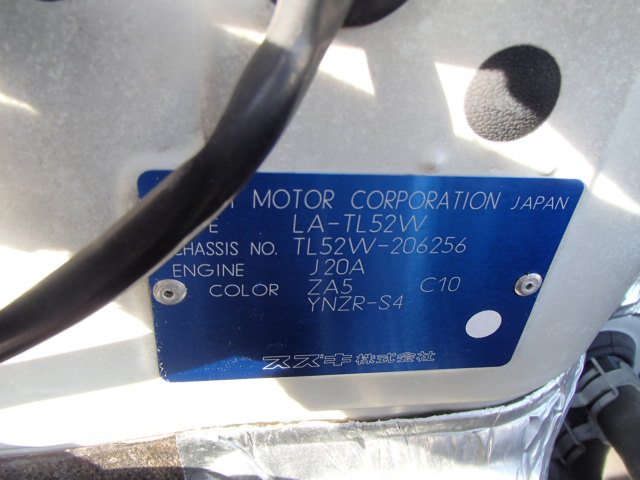 MOTOR CORPORATION JAPAN
LA-TL52W
CHASSIS NO. TL52W-206256
ENGINE J20A
COLOR ZA5 C10
YNZR-S4
スズキ株式会社